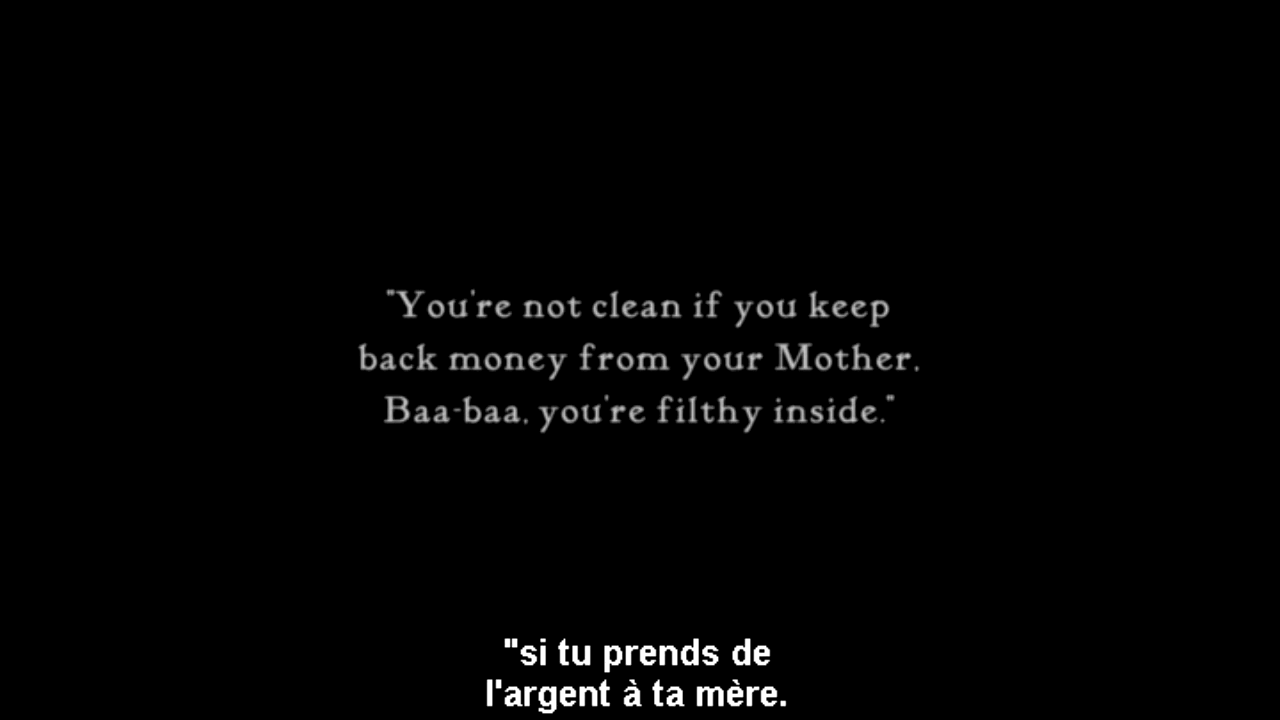 "You're not clean if you keep
back money from your Mother,
Baa-baa, you're filthy inside."
"si tu prends de
l'argent à ta mère.